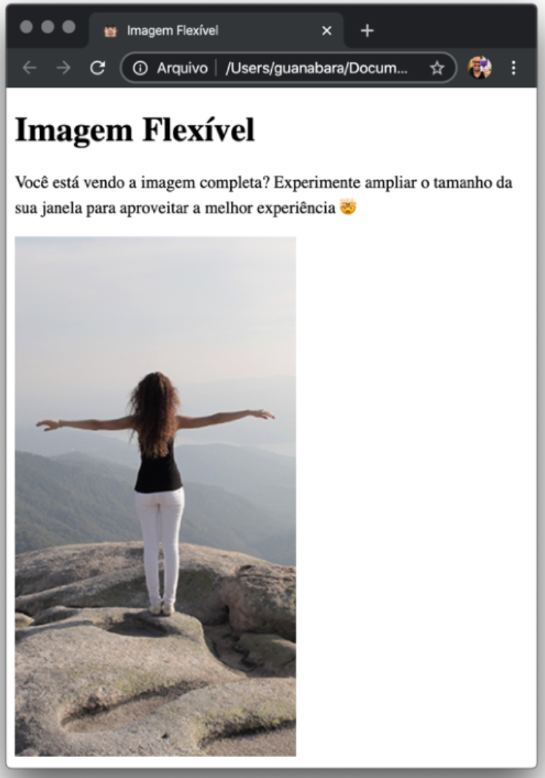 Imagem Flexível
Arquivo | /Users/guanabara/Docum...
Imagem Flexível
Você está vendo a imagem completa? Experimente ampliar o tamanho da
sua janela para aproveitar a melhor experiência 🤯